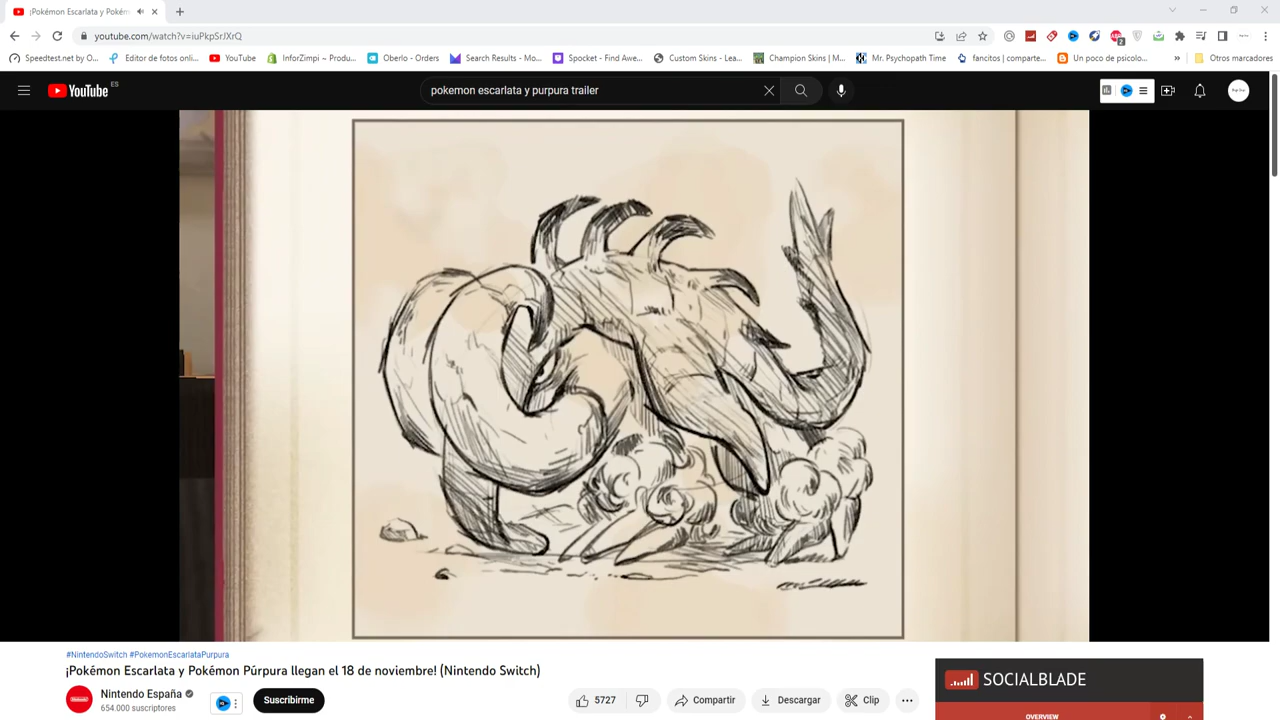 ¡Pokémon Escarlata y Pokém
youtube.com/watch?v=iuPkpSrJXrQ
2
Speedtest.net by O... Editor de fotos onli... YouTube InforZimpi – Produ... Oberlo - Orders Search Results - Mo... Spocket - Find Awe... Custom Skins - Lea... Champion Skins | M... Mr. Psychopath Time fancitos | comparte... Un poco de psicolo... » Otros marcadores
YouTube ES pokemon escarlata y purpura trailer
#NintendoSwitch #PokemonEscarlataPurpura
¡Pokémon Escarlata y Pokémon Púrpura llegan el 18 de noviembre! (Nintendo Switch)
Nintendo España
654.000 suscriptores
Suscribirme 5727 Compartir Descargar Clip
SOCIALBLADE
OVERVIEW